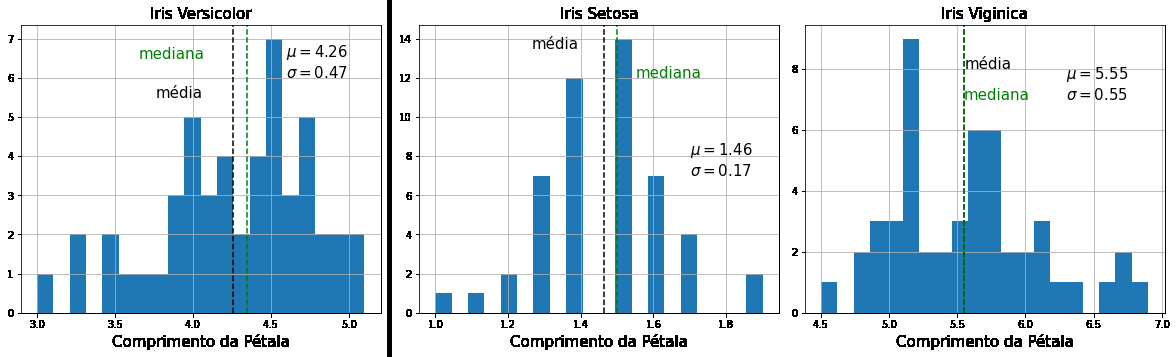 Iris Versicolor
7
6
5
4
3
2
1
0
mediana
média
μ = 4.26
σ = 0.47
3.0 3.5 4.0 4.5 5.0
Comprimento da Pétala
Iris Setosa
14
12
10
8
6
4
2
0
média
mediana
μ = 1.46
σ = 0.17
1.0 1.2 1.4 1.6 1.8
Comprimento da Pétala
Iris Viginica
8
6
4
2
0
média
mediana
μ = 5.55
σ = 0.55
4.5 5.0 5.5 6.0 6.5 7.0
Comprimento da Pétala